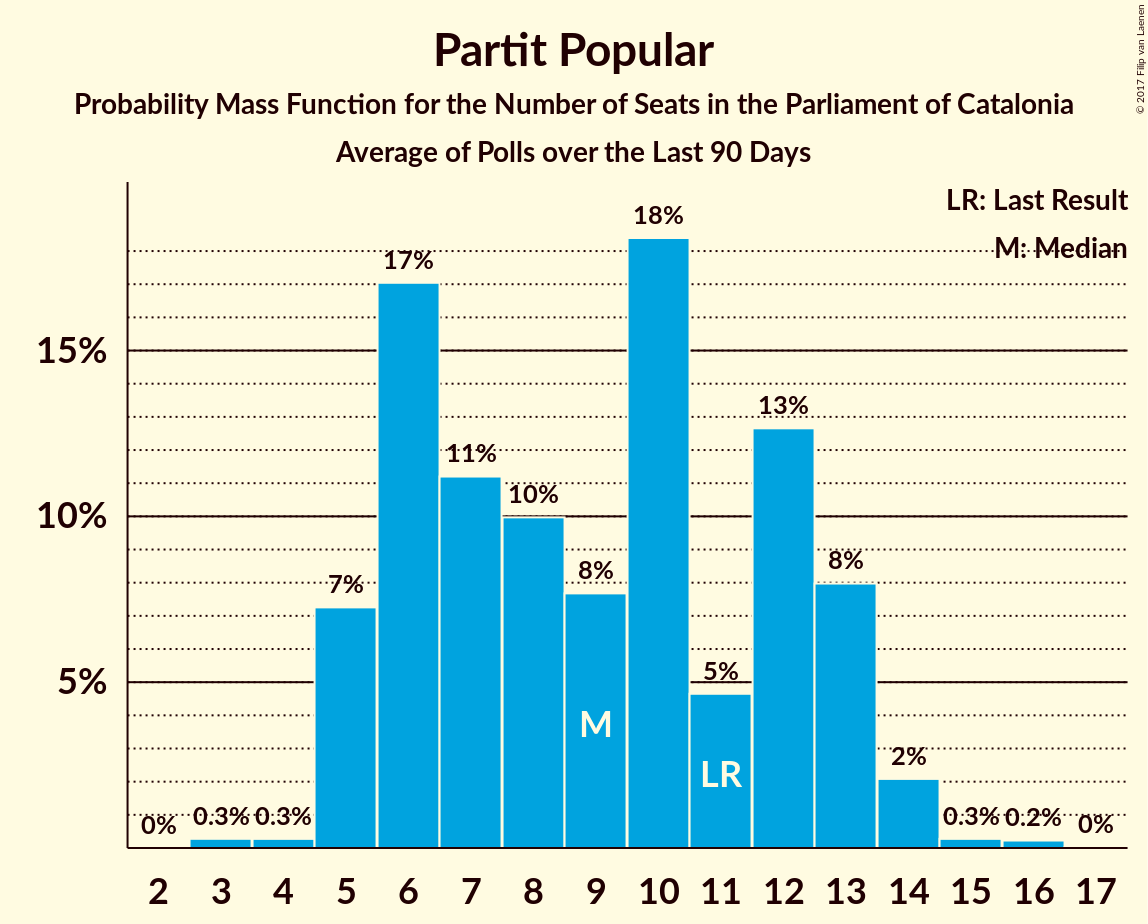 Partit Popular
Probability Mass Function for the Number of Seats in the Parliament of Catalonia
Average of Polls over the Last 90 Days
© 2017 Filip van Laenen
LR: Last Result
M: Median
15%
10%
5%
0%
0.3%
0.3%
7%
17%
11%
10%
8%
18%
5%
13%
8%
2%
0.3%
0.2%
0%
M
LR
2 3 4 5 6 7 8 9 10 11 12 13 14 15 16 17